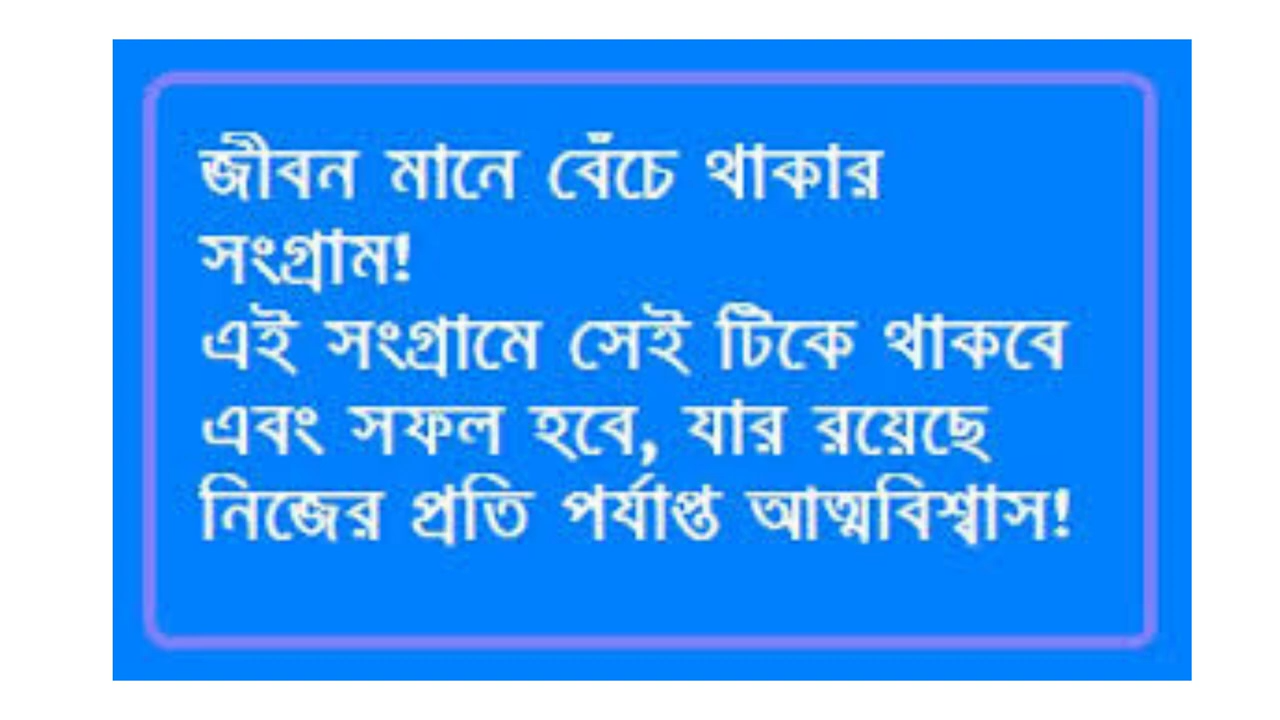 জীবন মানে বেঁচে থাকার
সংগ্রাম!
এই সংগ্রামে সেই টিকে থাকবে
এবং সফল হবে, যার রয়েছে
নিজের প্রতি পর্যাপ্ত আত্মবিশ্বাস!